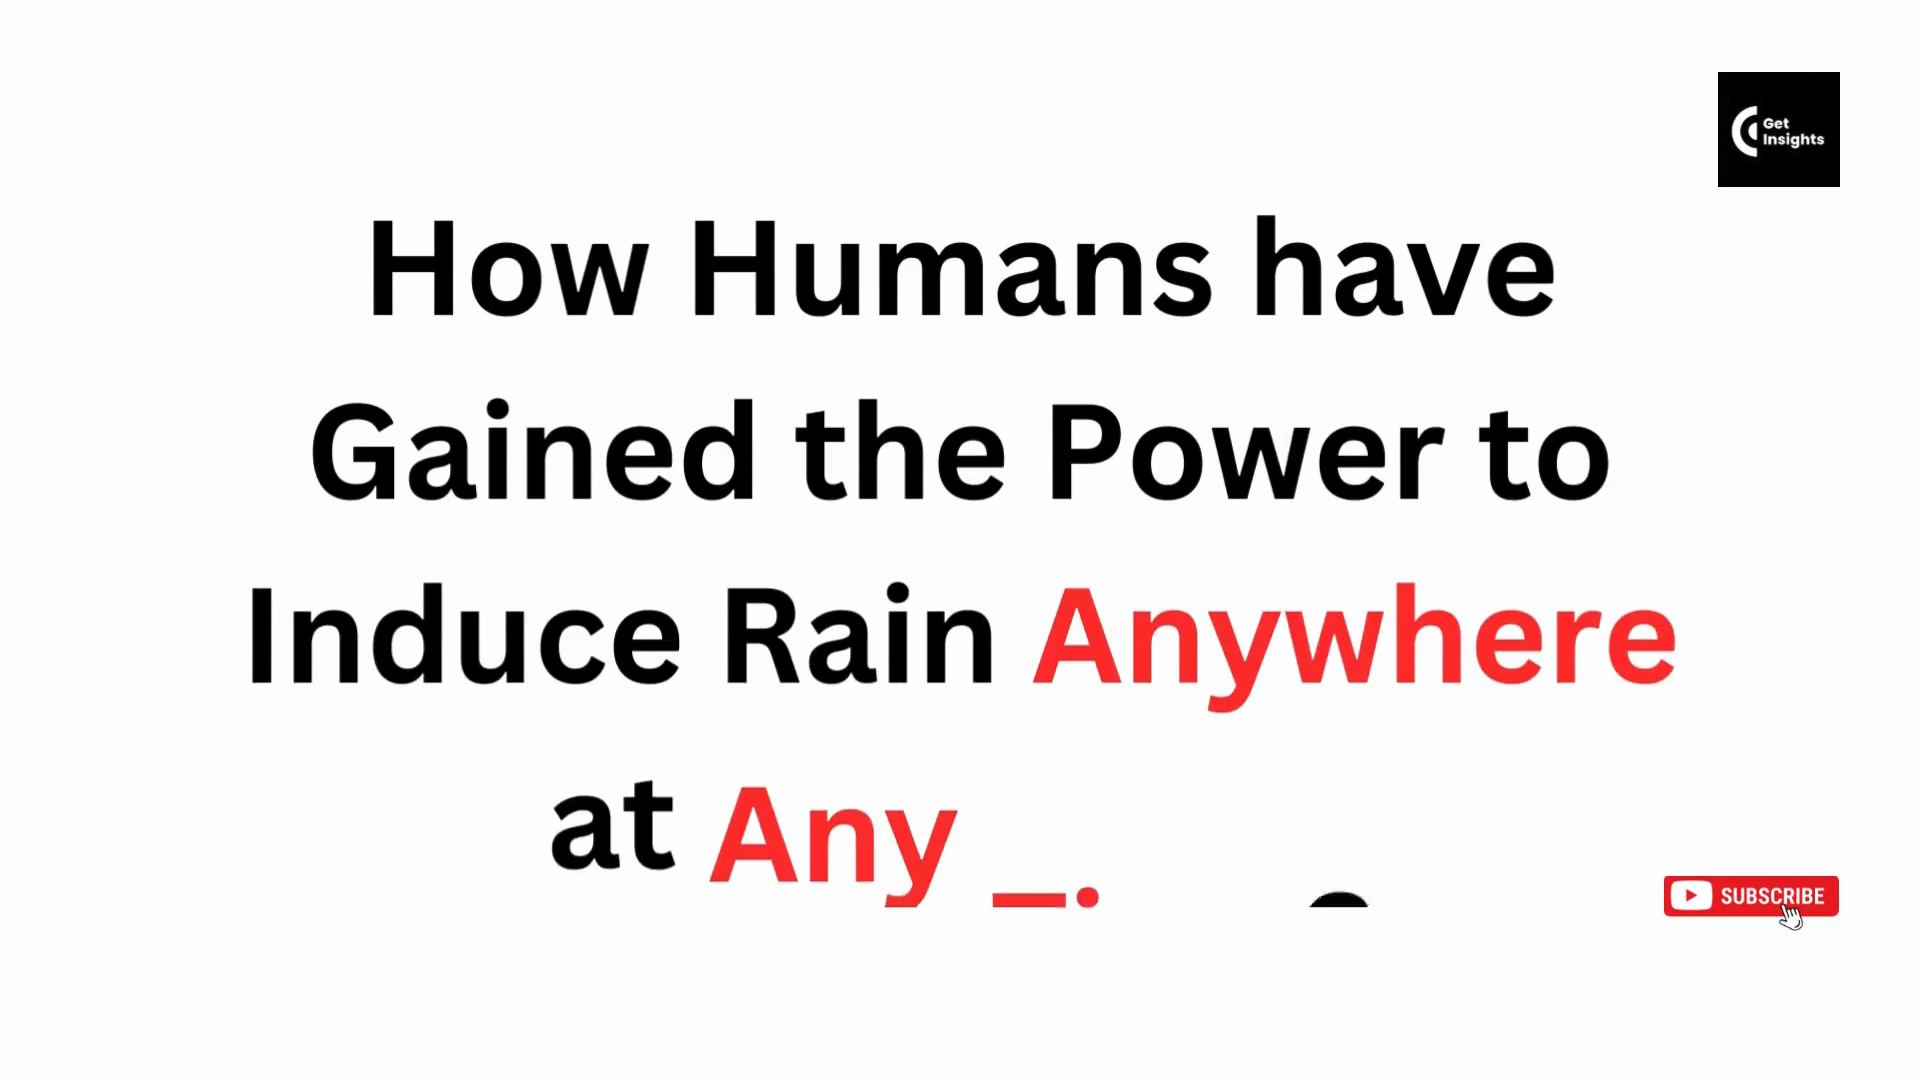 Get
Insights
How Humans have
Gained the Power to
Induce Rain Anywhere
at Any
SUBSCRIBE